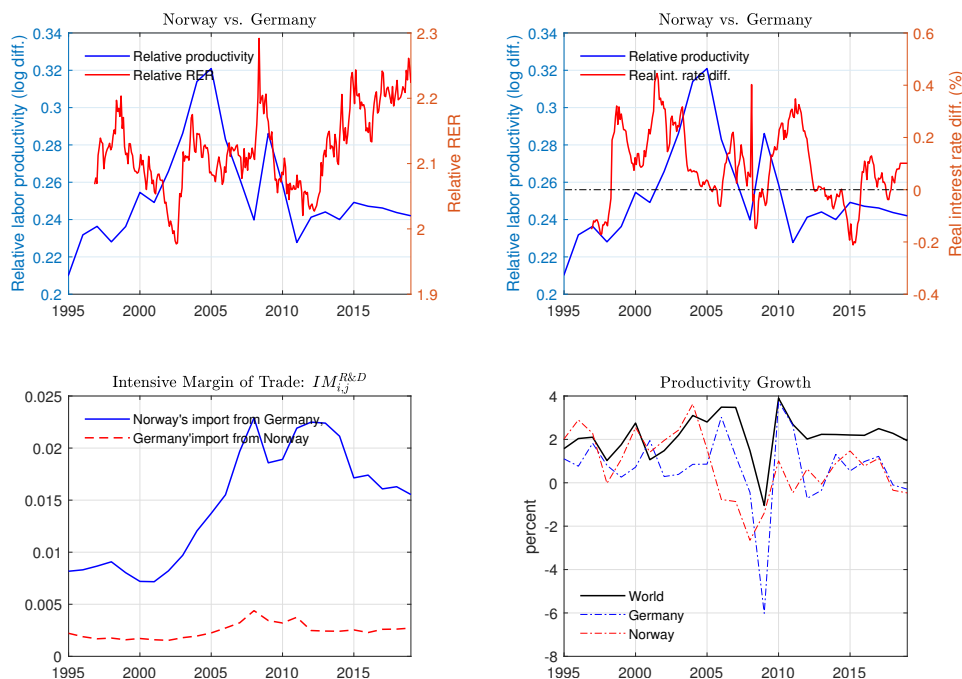 Norway vs. Germany
Relative labor productivity (log diff.)
0.34
0.32
0.3
0.28
0.26
0.24
0.22
0.2
Relative productivity
Relative RER
2.3
2.2
2.1
2
1.9
Relative RER
1995 2000 2005 2010 2015
Norway vs. Germany
Relative labor productivity (log diff.)
0.34
0.32
0.3
0.28
0.26
0.24
0.22
0.2
Relative productivity
Real int. rate diff.
0.6
0.4
0.2
0
-0.2
-0.4
Real interest rate diff. (%)
1995 2000 2005 2010 2015
Intensive Margin of Trade: $IM_{i,j}^{R\&D}$
0.025
0.02
0.015
0.01
0.005
0
Norway's import from Germany
Germany'import from Norway
1995 2000 2005 2010 2015
Productivity Growth
percent
4
2
0
-2
-4
-6
-8
World
Germany
Norway
1995 2000 2005 2010 2015